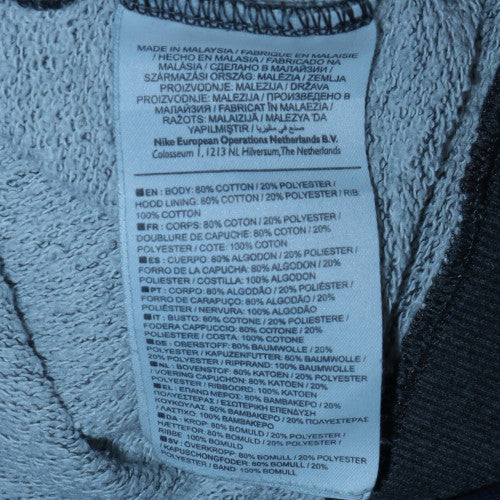 MADE IN MALAYSIA / FABRIQUE EN MALAISIE
/ HECHO EN MALASIA / FABRICADO NA
MALÁSIA / СДЕЛАНО В МАЛАЙЗИИ /
SZÁRMAZÁSI ORSZÁG: MALÉZIA / ZEMLJA
PROIZVODNJE: MALEZIJA / DRŽAVA
PROIZVODNJE: MALEZIJA / ПРОИЗВЕДЕНО В
МАЛАЙЗИЯ / FABRICAT ÎN MALAEZIA /
RAŽOTS: MALAIZIJĀ / MALEZYA'DA
YAPILMIŞTIR / صنع في ماليزيا
Nike European Operations Netherlands B.V.
Colosseum 1, 1213 NL Hilversum, The Netherlands
EN : BODY: 80% COTTON / 20% POLYESTER /
HOOD LINING: 80% COTTON / 20% POLYESTER / RIB:
100% COTTON
FR : CORPS: 80% COTON / 20% POLYESTER /
DOUBLURE DE CAPUCHE: 80% COTON / 20%
POLYESTER / COTE: 100% COTON
ES : CUERPO: 80% ALGODÓN / 20% POLIÉSTER /
FORRO DE LA CAPUCHA: 80% ALGODÓN / 20%
POLIÉSTER / COSTILLA: 100% ALGODÓN
PT : CORPO: 80% ALGODÃO / 20% POLIÉSTER /
FORRO DE CARAPUÇO: 80% ALGODÃO / 20%
POLIÉSTER / NERVURA: 100% ALGODÃO
IT : BUSTO: 80% COTONE / 20% POLIESTERE /
FODERA CAPPUCCIO: 80% COTONE / 20%
POLIESTERE / COSTA: 100% COTONE
DE : OBERSTOFF: 80% BAUMWOLLE / 20%
POLYESTER / KAPUZENFUTTER: 80% BAUMWOLLE /
20% POLYESTER / RIPPRAND: 100% BAUMWOLLE
NL : BOVENZIJDE: 80% KATOEN / 20% POLYESTER
/ VOERING CAPUCHON: 80% KATOEN / 20%
POLYESTER / RIBBOORD: 100% KATOEN
EL : ΕΠΑΝΩ ΜΕΡΟΣ: 80% ΒΑΜΒΑΚΕΡΟ / 20%
ΠΟΛΥΕΣΤΕΡΑΣ / ΕΣΩΤΕΡΙΚΗ ΕΠΕΝΔΥΣΗ
ΚΟΥΚΟΥΛΑΣ: 80% ΒΑΜΒΑΚΕΡΟ / 20% ΠΟΛΥΕΣΤΕΡΑΣ
/ ΛΑΣΤΙΧΟ: 100% ΒΑΜΒΑΚΕΡΟ
DA : KROP: 80% BOMULD / 20% POLYESTER /
HÆTTEFOR: 80% BOMULD / 20% POLYESTER /
RIBBE: 100% BOMULD
SV : ÖVERKROPP: 80% BOMULL / 20% POLYESTER /
KAPUSCHONGFODER: 80% BOMULL / 20%
POLYESTER / BAND: 100% BOMULL